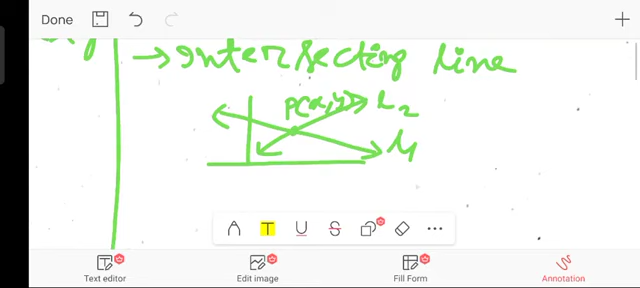 Done
→ intersecting line
P(x,y) L2
L1
T U S
Text editor Edit image Fill Form Annotation